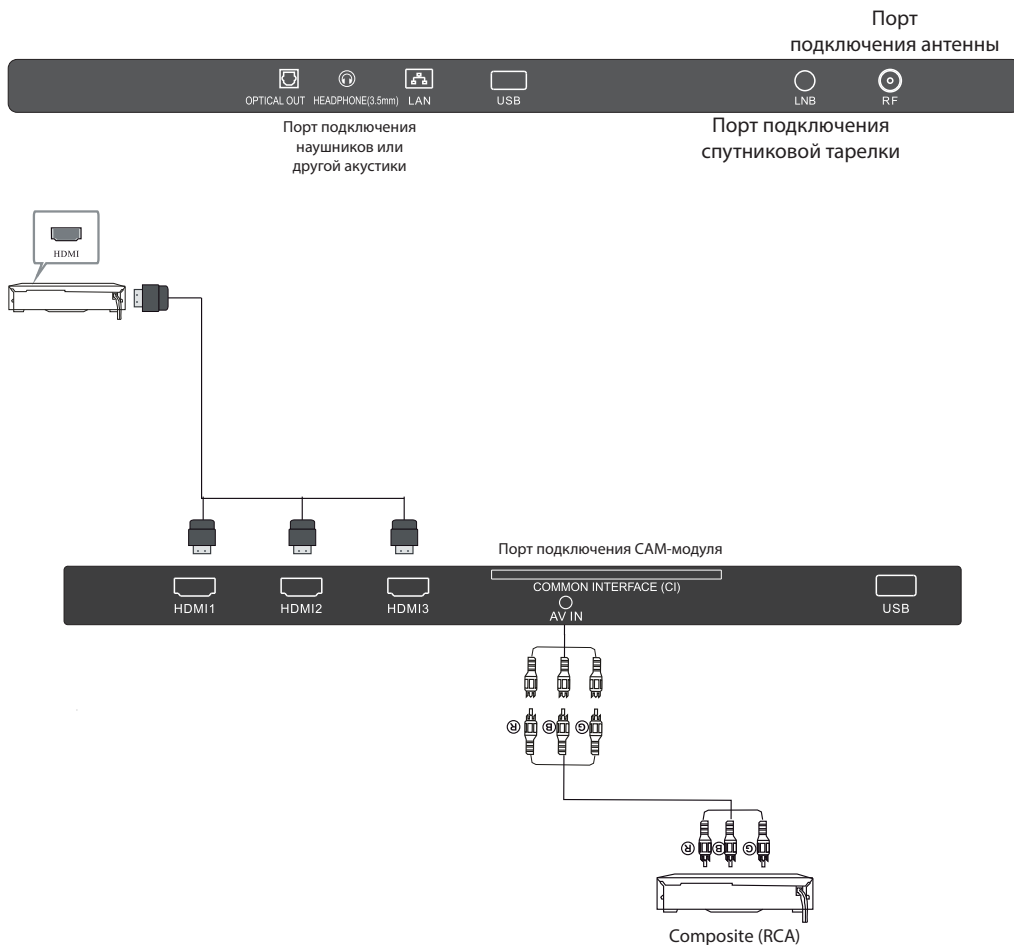 Порт
подключения антенны
OPTICAL OUT HEADPHONE(3.5mm) LAN USB LNB RF
Порт подключения
наушников или
другой акустики
Порт подключения
спутниковой тарелки
HDMI
Порт подключения CAM-модуля
COMMON INTERFACE (CI)
HDMI1 HDMI2 HDMI3 AV IN USB
R B G
R B G
Composite (RCA)